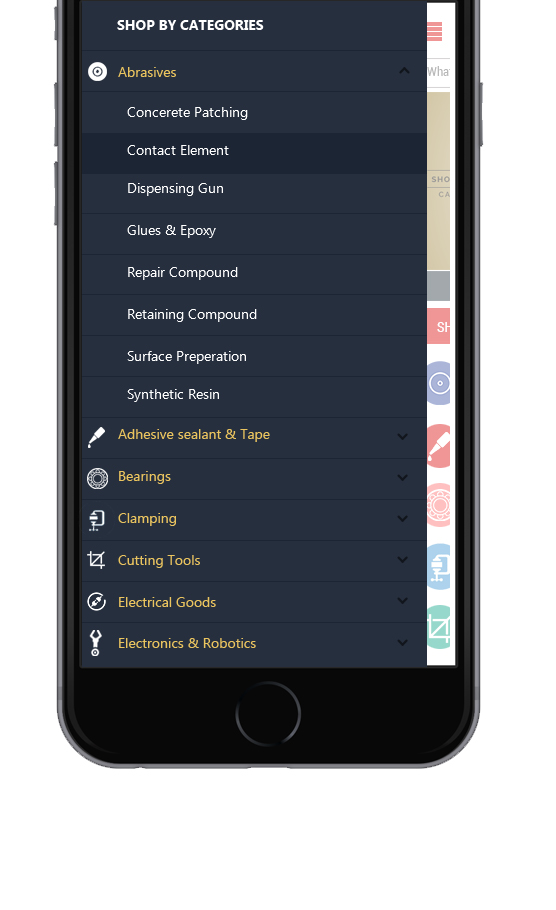 SHOP BY CATEGORIES
Abrasives
Wha
Concerete Patching
Contact Element
Dispensing Gun
SHO
CA
Glues & Epoxy
Repair Compound
Retaining Compound
SH
Surface Preperation
Synthetic Resin
Adhesive sealant & Tape
Bearings
Clamping
Cutting Tools
Electrical Goods
Electronics & Robotics